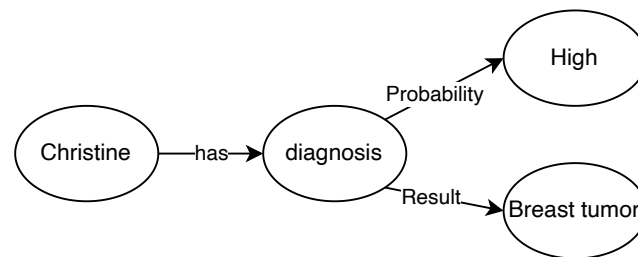 High
Probability
Christine
has
diagnosis
Result
Breast tumor